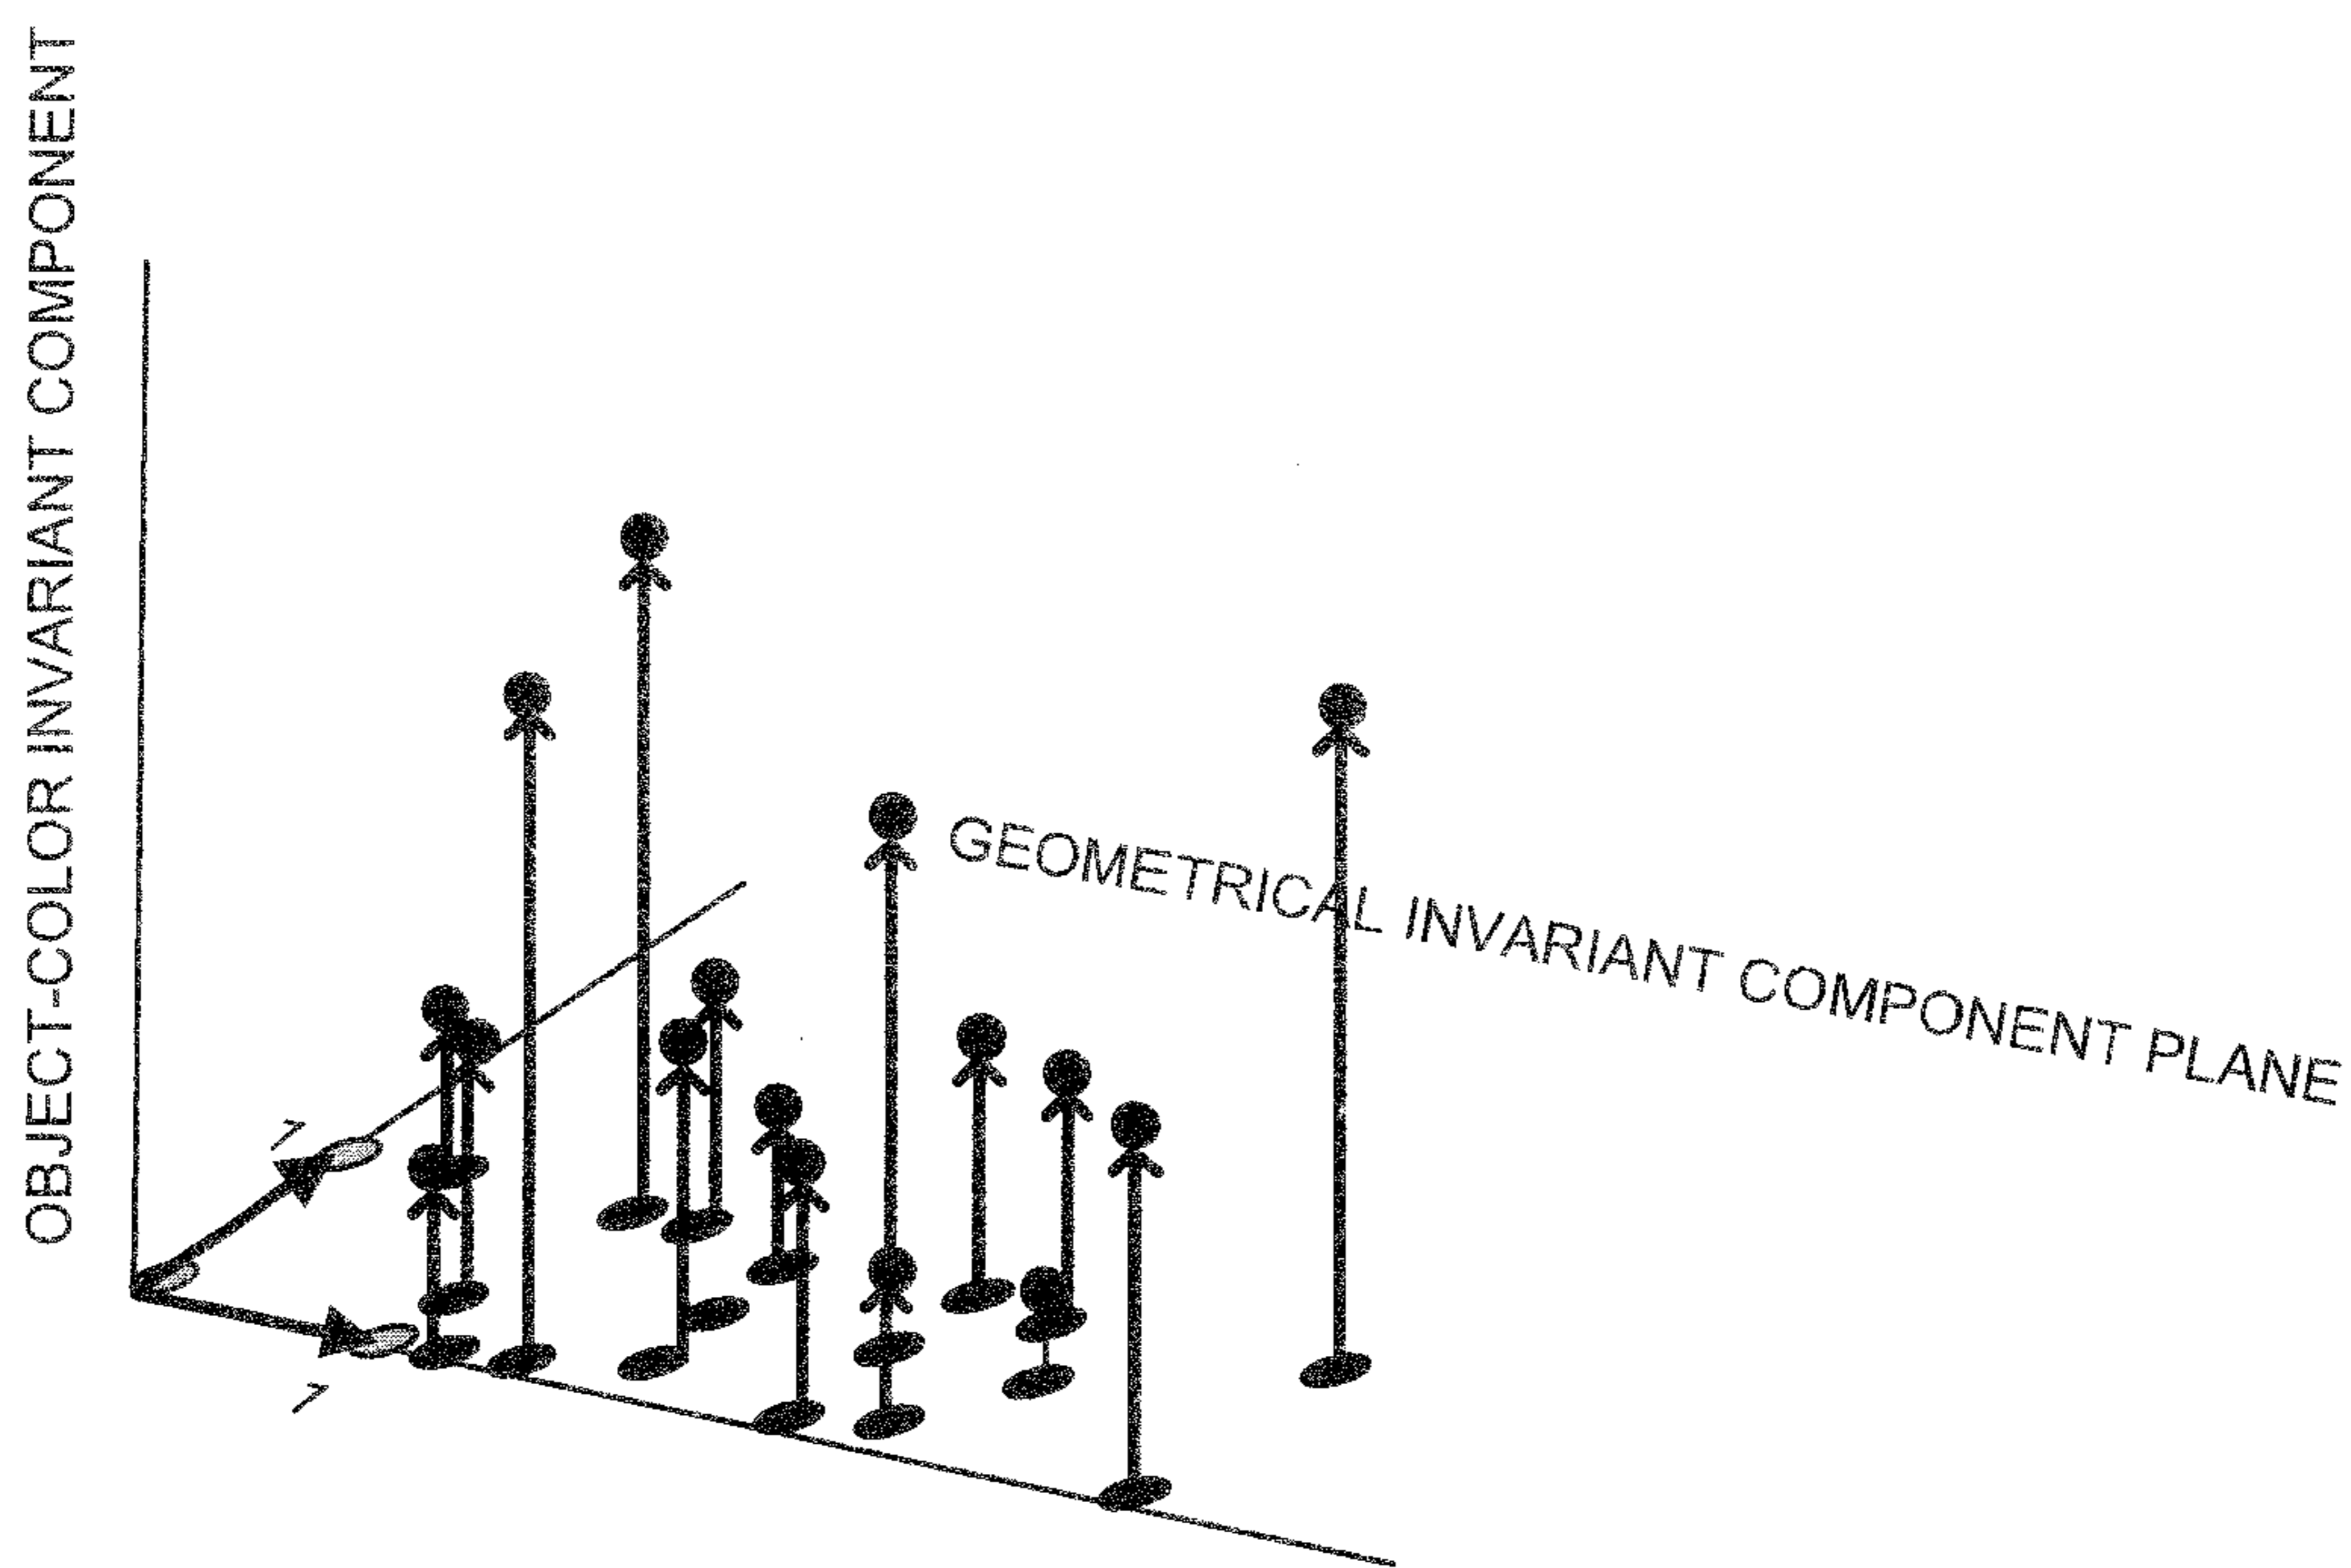 OBJECT-COLOR INVARIANT COMPONENT
GEOMETRICAL INVARIANT COMPONENT PLANE